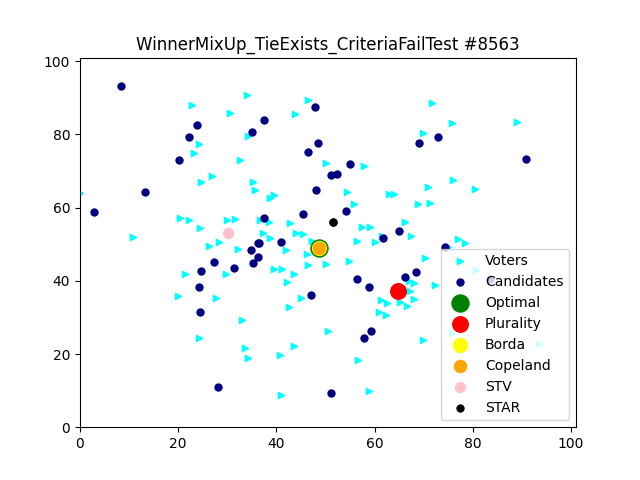 WinnerMixUp_TieExists_CriteriaFailTest #8563
100
80
60
40
20
0
0
20
40
60
80
100
Voters
Candidates
Optimal
Plurality
Borda
Copeland
STV
STAR